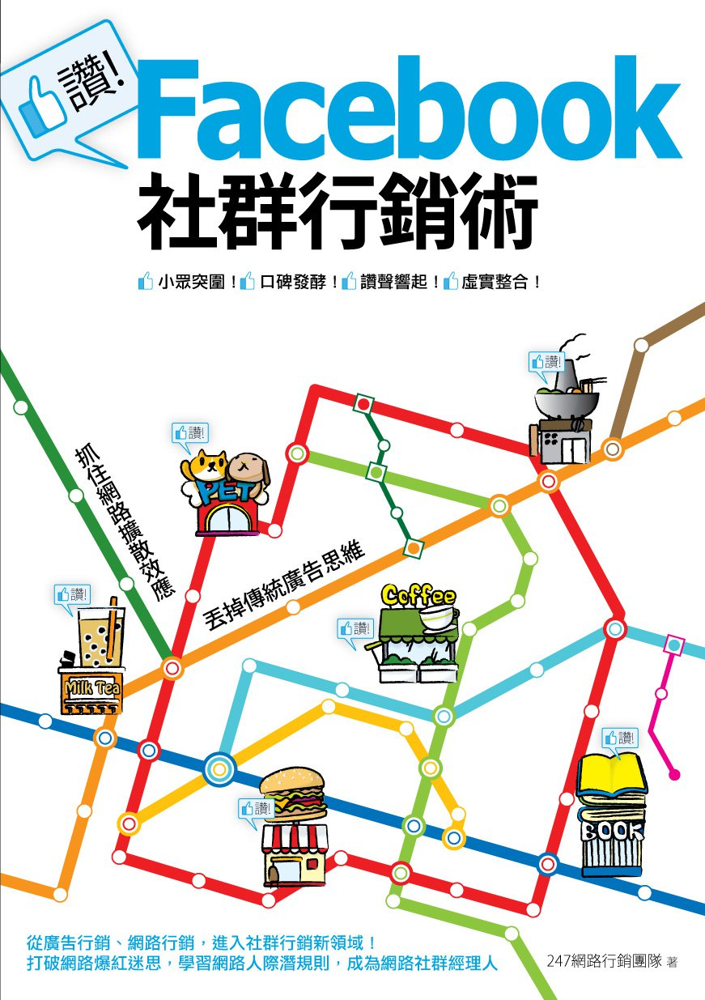 讚!
Facebook
社群行銷術
小眾突圍！ 口碑發酵！ 讚聲響起！ 虛實整合！
讚!
讚!
PET
抓住網路擴散效應
丟掉傳統廣告思維
Coffee
讚!
讚!
Milk Tea
讚!
BOOK
讚!
從廣告行銷、網路行銷，進入社群行銷新領域！
打破網路爆紅迷思，學習網路人際潛規則，成為網路社群經理人
247網路行銷團隊 著